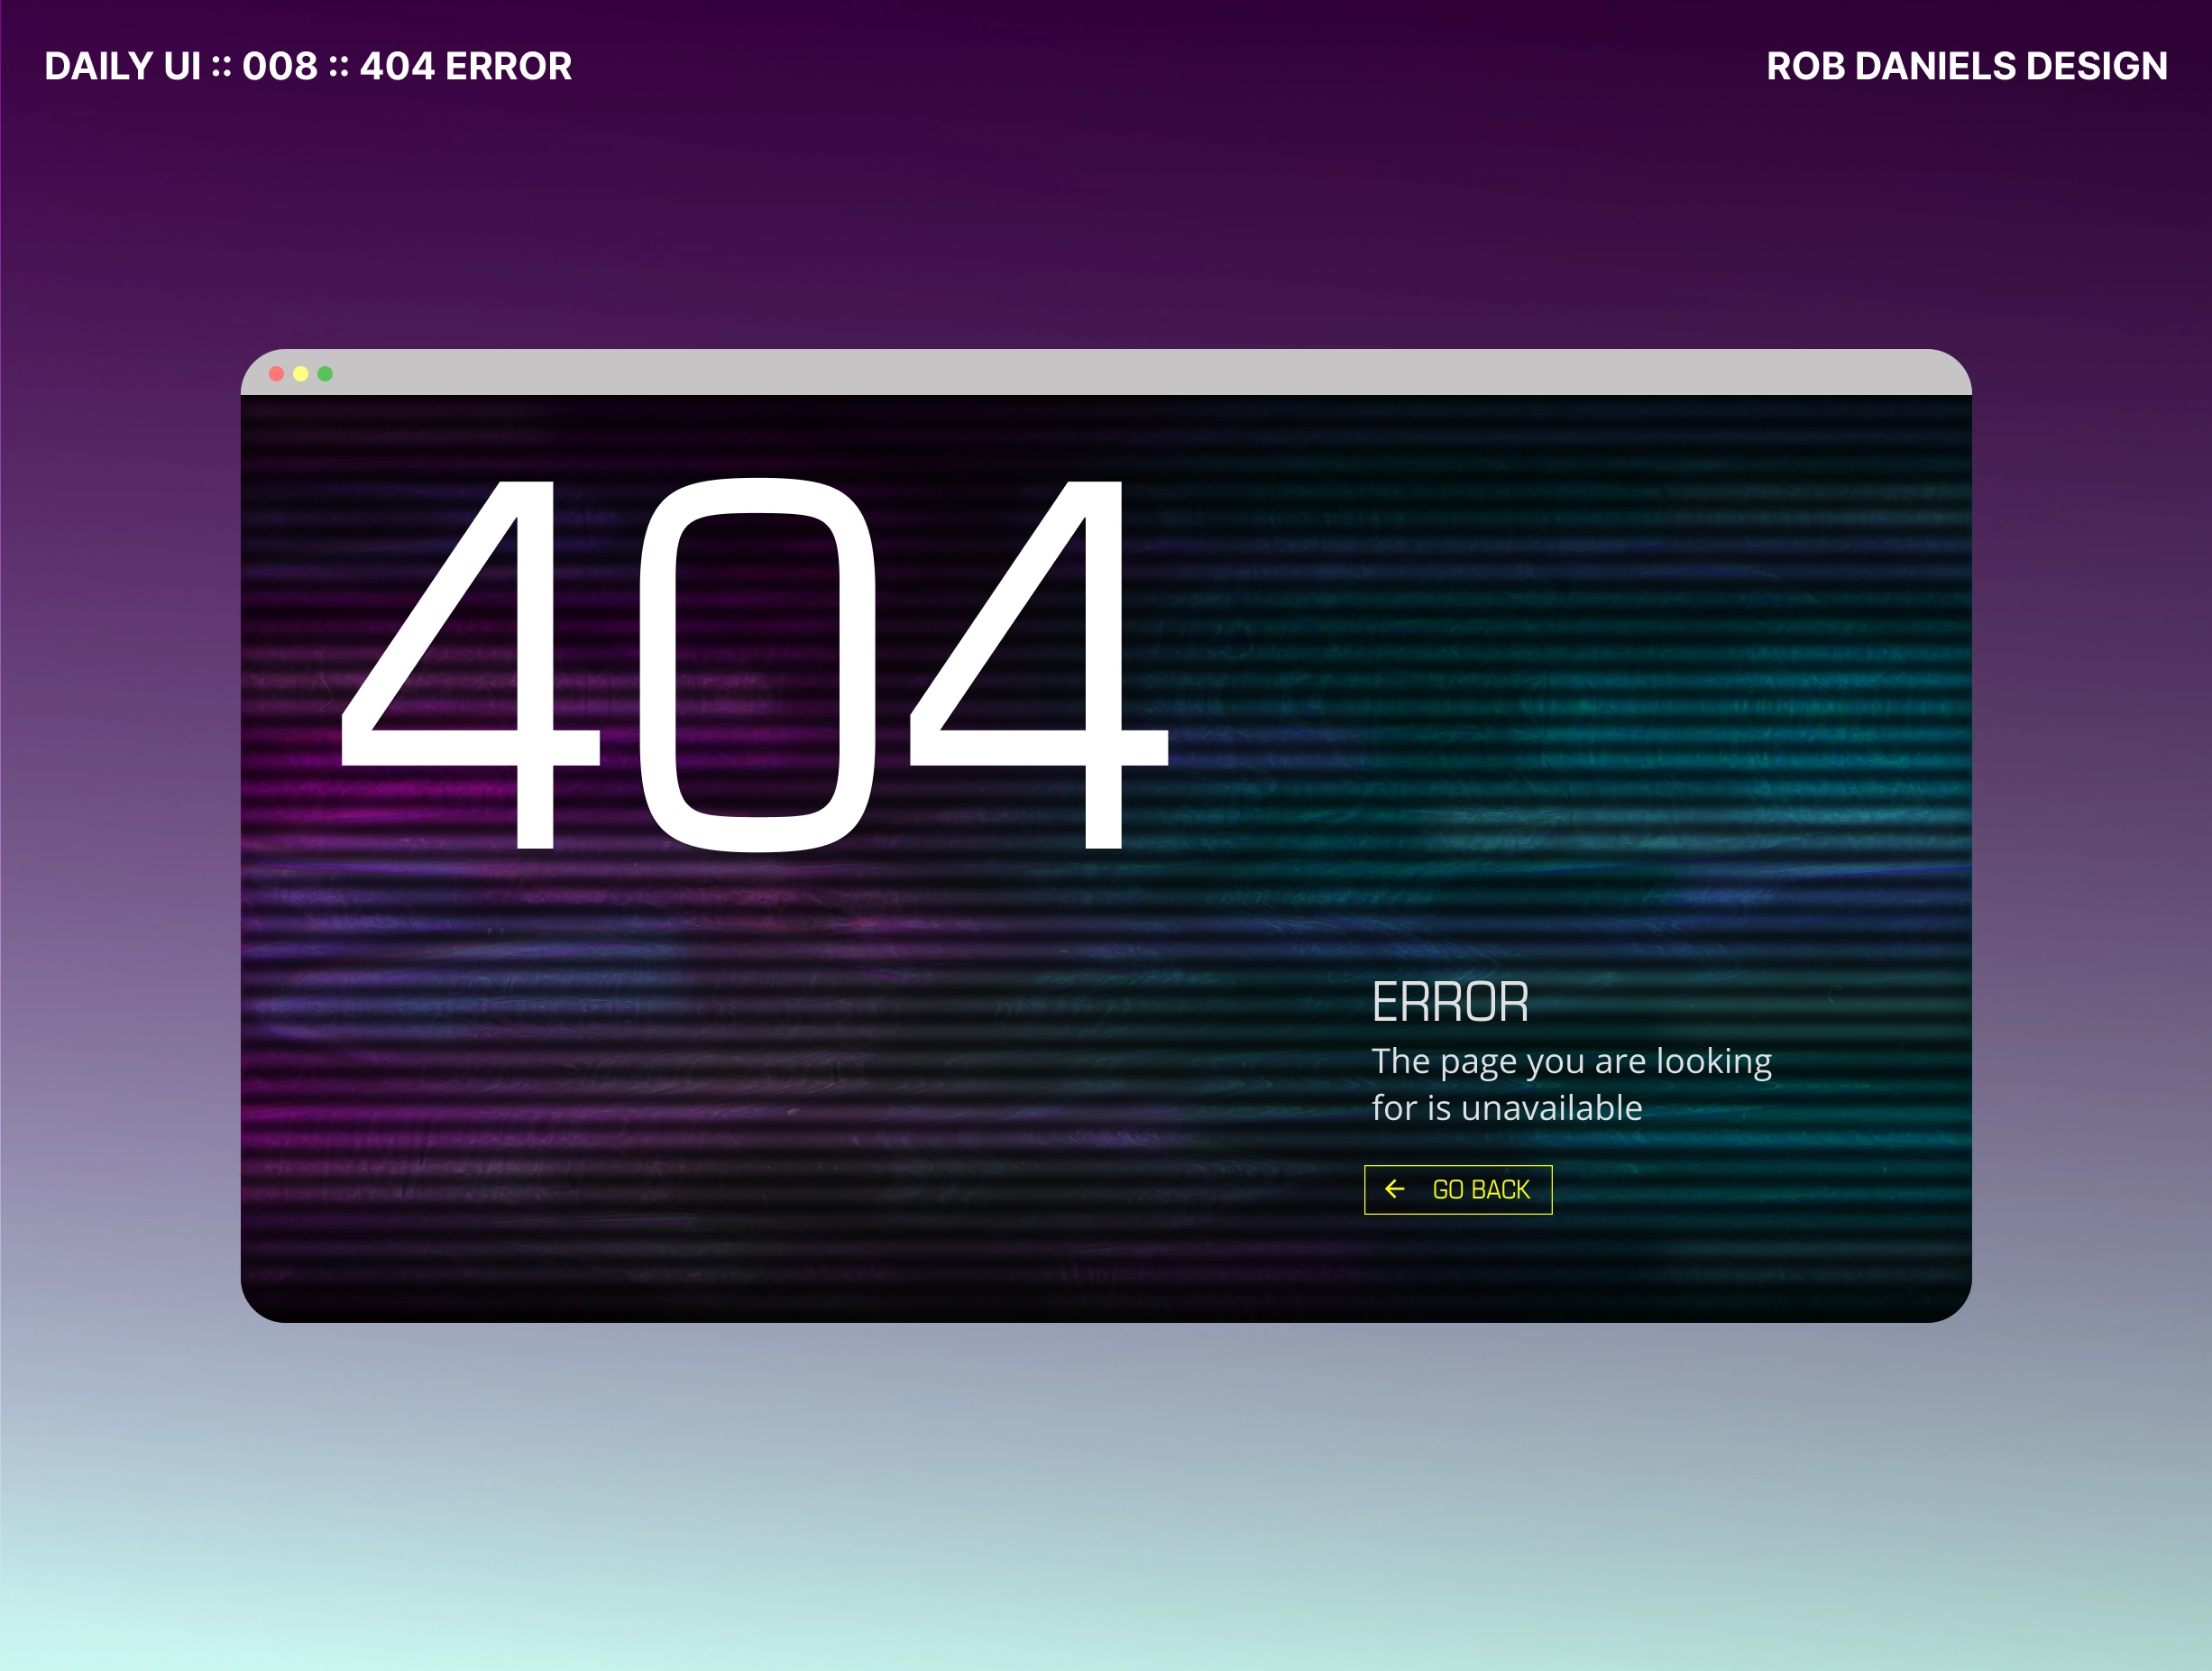 DAILY UI :: 008 :: 404 ERROR
ROB DANIELS DESIGN
404
ERROR
The page you are looking
for is unavailable
← GO BACK